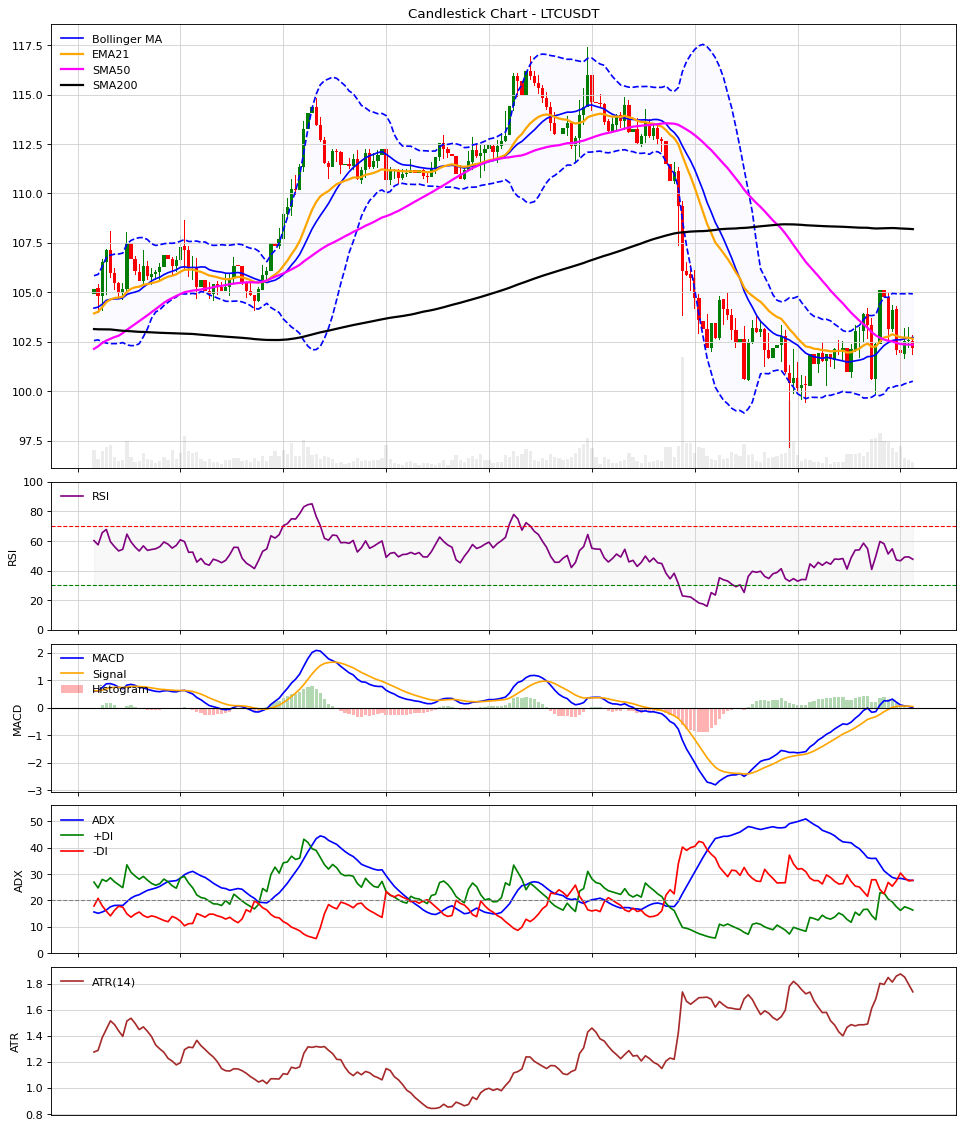 Candlestick Chart - LTCUSDT
Bollinger MA
EMA21
SMA50
SMA200
117.5
115.0
112.5
110.0
107.5
105.0
102.5
100.0
97.5
RSI
100
80
60
40
20
0
RSI
MACD
Signal
Histogram
2
1
0
−1
−2
−3
MACD
ADX
+DI
-DI
50
40
30
20
10
0
ADX
ATR(14)
1.8
1.6
1.4
1.2
1.0
0.8
ATR